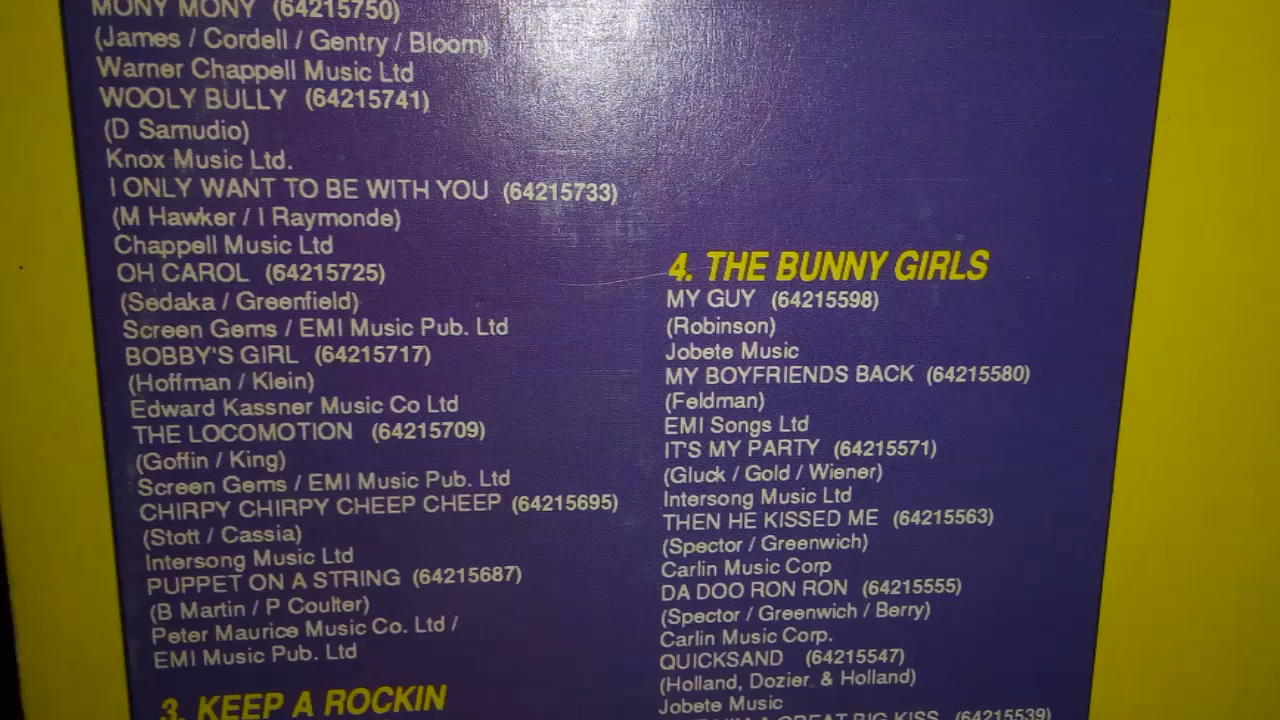 MONY MONY (64215750)
(James / Cordell / Gentry / Bloom)
Warner Chappell Music Ltd
WOOLY BULLY (64215741)
(D Samudio)
Knox Music Ltd.
I ONLY WANT TO BE WITH YOU (64215733)
(M Hawker / I Raymonde)
Chappell Music Ltd
OH CAROL (64215725)
(Sedaka / Greenfield)
Screen Gems / EMI Music Pub. Ltd
BOBBY'S GIRL (64215717)
(Hoffman / Klein)
Edward Kassner Music Co Ltd
THE LOCOMOTION (64215709)
(Goffin / King)
Screen Gems / EMI Music Pub. Ltd
CHIRPY CHIRPY CHEEP CHEEP (64215695)
(Stott / Cassia)
Intersong Music Ltd
PUPPET ON A STRING (64215687)
(B Martin / P Coulter)
Peter Maurice Music Co. Ltd /
EMI Music Pub. Ltd
3. KEEP A ROCKIN
4. THE BUNNY GIRLS
MY GUY (64215598)
(Robinson)
Jobete Music
MY BOYFRIENDS BACK (64215580)
(Feldman)
EMI Songs Ltd
IT'S MY PARTY (64215571)
(Gluck / Gold / Wiener)
Intersong Music Ltd
THEN HE KISSED ME (64215563)
(Spector / Greenwich)
Carlin Music Corp
DA DOO RON RON (64215555)
(Spector / Greenwich / Berry)
Carlin Music Corp.
QUICKSAND (64215547)
(Holland, Dozier & Holland)
Jobete Music
A GREAT BIG KISS (64215539)